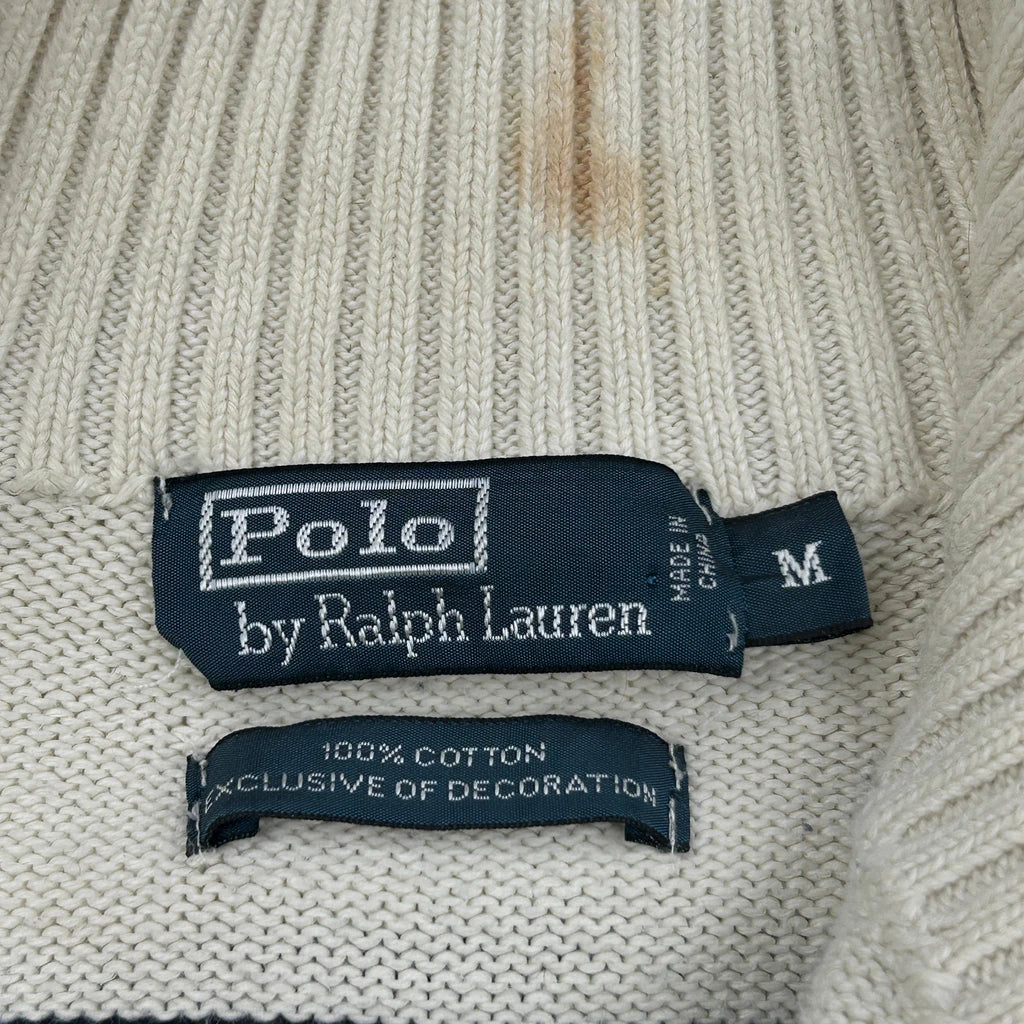 Polo
by Ralph Lauren
MADE IN
CHINA
M
100% COTTON
EXCLUSIVE OF DECORATION